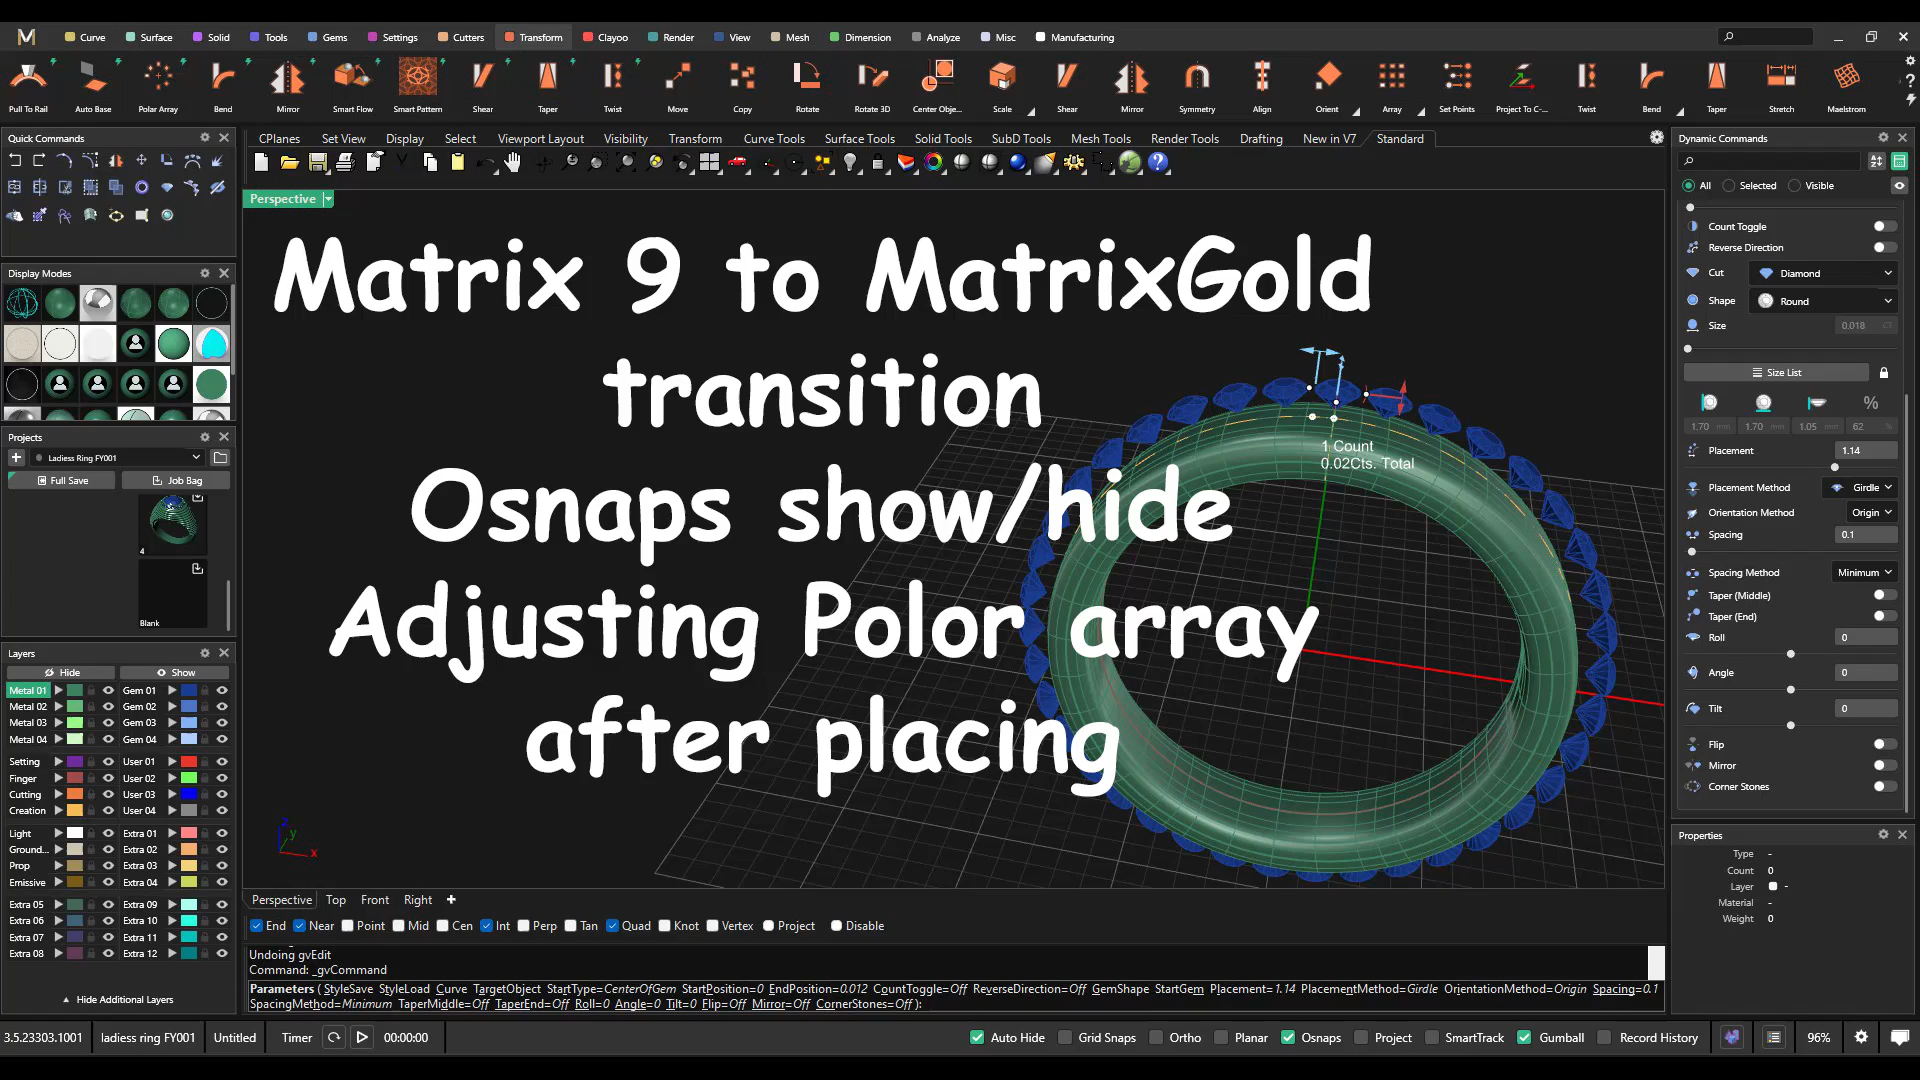 Curve Surface Solid Tools Gems Settings Cutters Transform Clayoo Render View Mesh Dimension Analyze Misc Manufacturing
Pull To Rail Auto Base Polar Array Bend Mirror Smart Flow Smart Pattern Shear Taper Twist Move Copy Rotate Rotate 3D Center Obje... Scale Shear Mirror Symmetry Align Orient Array Set Points Project To C-... Twist Bend Taper Stretch Maelstrom
Quick Commands
CPlanes Set View Display Select Viewport Layout Visibility Transform Curve Tools Surface Tools Solid Tools SubD Tools Mesh Tools Render Tools Drafting New in V7 Standard
Perspective
Matrix 9 to MatrixGold
transition
Osnaps show/hide
Adjusting Polor array
after placing
1 Count
0.02Cts. Total
z
y
x
Display Modes
Projects
Ladiess Ring FY001
Full Save Job Bag
4
Blank
Layers
Hide Show
Metal 01 Gem 01
Metal 02 Gem 02
Metal 03 Gem 03
Metal 04 Gem 04
Setting User 01
Finger User 02
Cutting User 03
Creation User 04
Light Extra 01
Ground... Extra 02
Prop Extra 03
Emissive Extra 04
Extra 05 Extra 09
Extra 06 Extra 10
Extra 07 Extra 11
Extra 08 Extra 12
Hide Additional Layers
Dynamic Commands
All Selected Visible
Count Toggle
Reverse Direction
Cut Diamond
Shape Round
Size 0.018 CT
Size List
%
1.70 1.70 1.05 62 %
Placement 1.14
Placement Method Girdle
Orientation Method Origin
Spacing 0.1
Spacing Method Minimum
Taper (Middle)
Taper (End)
Roll 0
Angle 0
Tilt 0
Flip
Mirror
Corner Stones
Properties
Type -
Count 0
Layer -
Material -
Weight 0
Perspective Top Front Right
End Near Point Mid Cen Int Perp Tan Quad Knot Vertex Project Disable
Undoing gvEdit
Command: _gvCommand
Parameters ( StyleSave StyleLoad Curve TargetObject StartType=CenterOfGem StartPosition=0 EndPosition=0.012 CountToggle=Off ReverseDirection=Off GemShape StartGem Placement=1.14 PlacementMethod=Girdle OrientationMethod=Origin Spacing=0.1
SpacingMethod=Minimum TaperMiddle=Off TaperEnd=Off Roll=0 Angle=0 Tilt=0 Flip=Off Mirror=Off CornerStones=Off ):
3.5.23303.1001 ladiess ring FY001 Untitled Timer 00:00:00 Auto Hide Grid Snaps Ortho Planar Osnaps Project SmartTrack Gumball Record History 96%